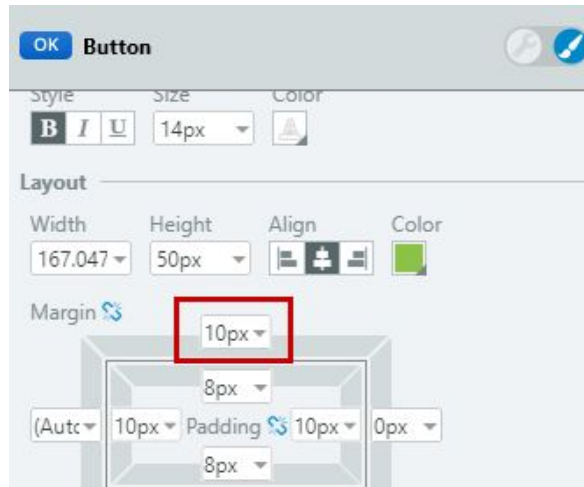 OK Button
Style Size Color
B I U 14px A
Layout
Width Height Align Color
167.047 50px
Margin
10px
8px
(Autc 10px Padding 10px 0px
8px